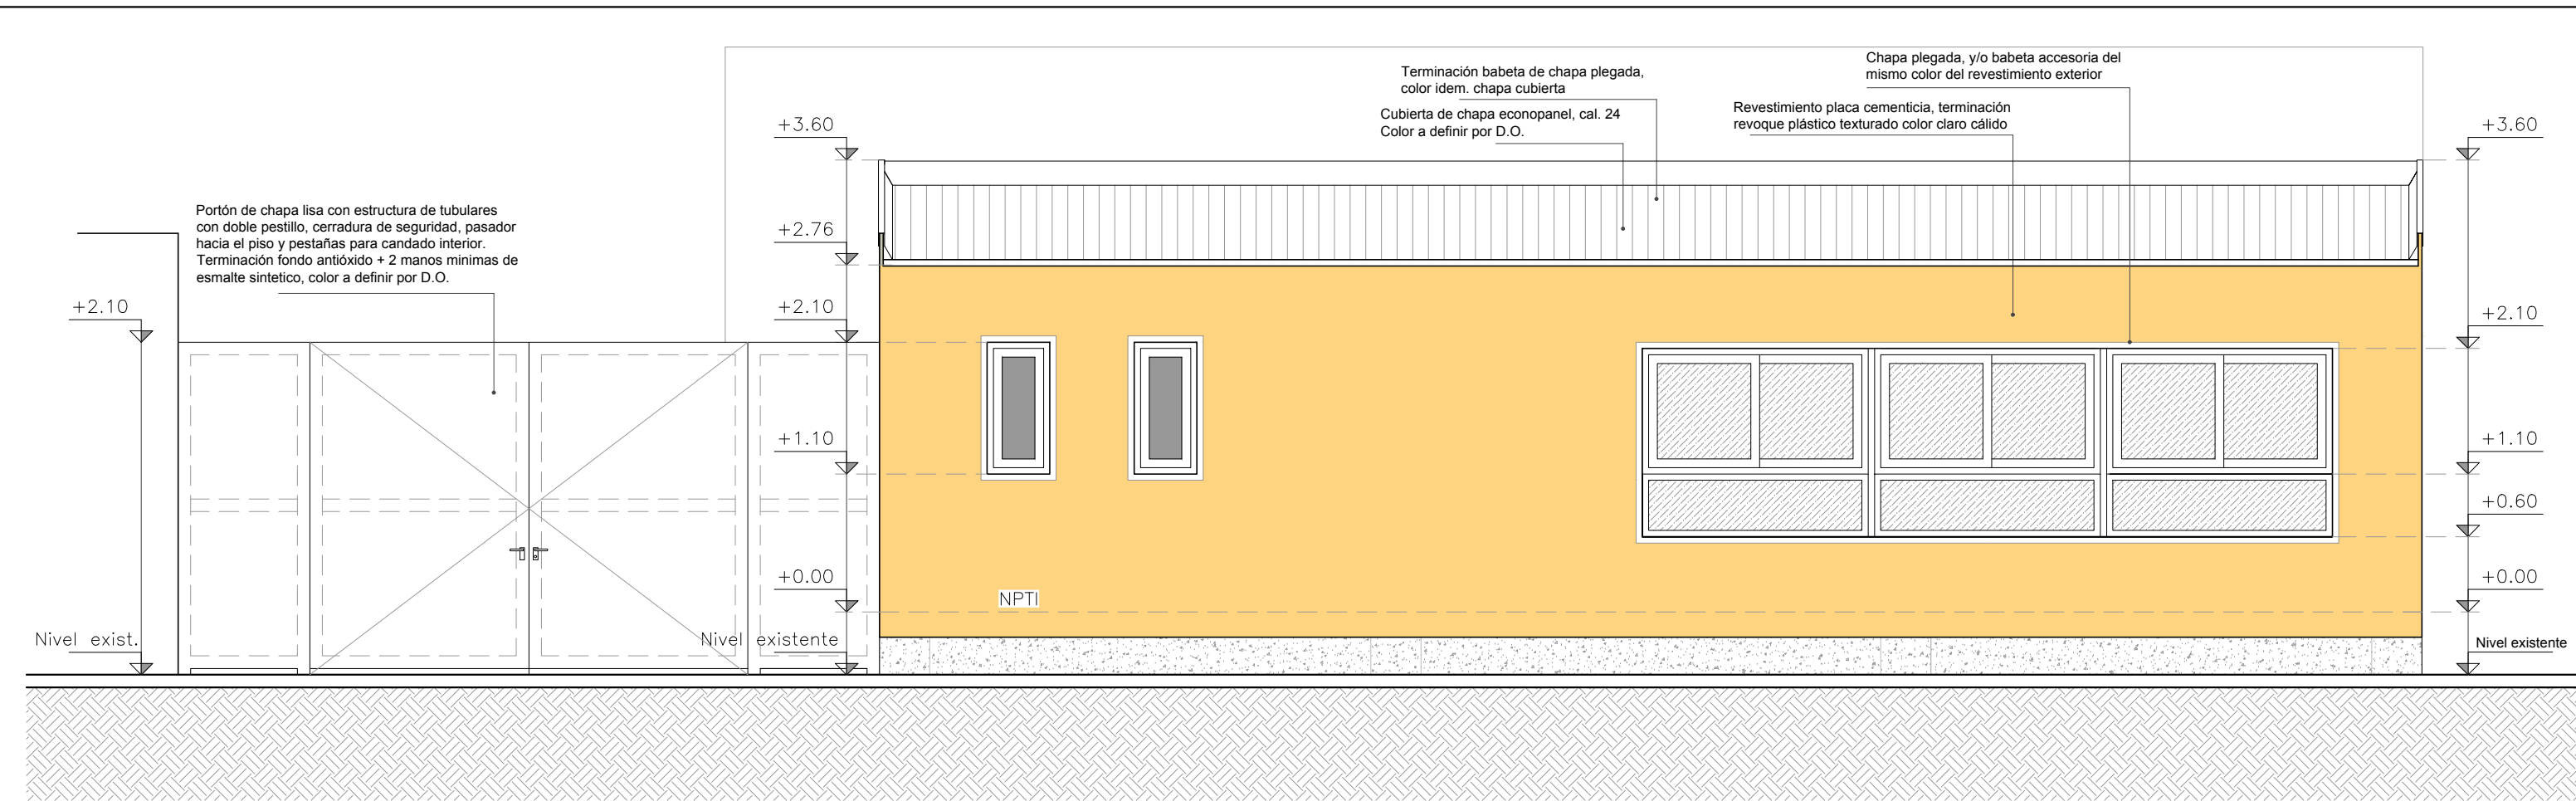 Chapa plegada, y/o babeta accesoria del
mismo color del revestimiento exterior
Terminación babeta de chapa plegada,
color idem. chapa cubierta
Cubierta de chapa econopanel, cal. 24
Color a definir por D.O.
Revestimiento placa cementicia, terminación
revoque plástico texturado color claro cálido
Portón de chapa lisa con estructura de tubulares
con doble pestillo, cerradura de seguridad, pasador
hacia el piso y pestañas para candado interior.
Terminación fondo antióxido + 2 manos minimas de
esmalte sintetico, color a definir por D.O.
+2.10
Nivel exist.
+3.60
+2.76
+2.10
+1.10
+0.00
Nivel existente
NPTI
+3.60
+2.10
+1.10
+0.60
+0.00
Nivel existente